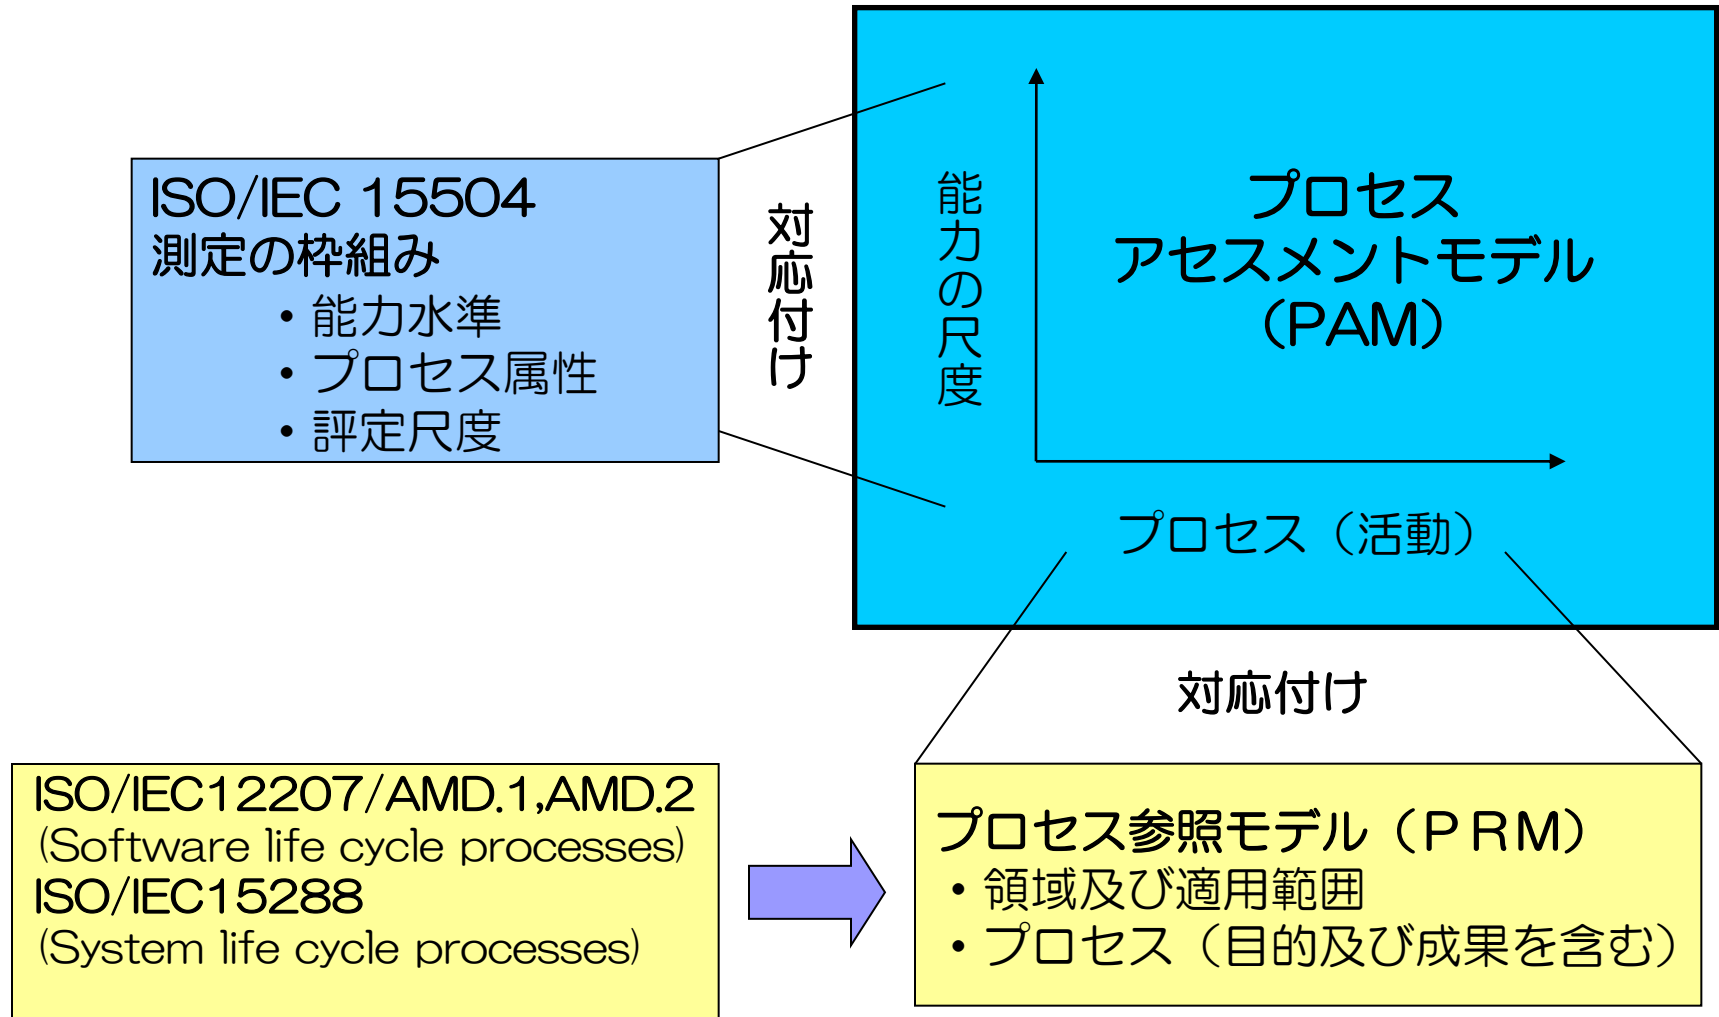 ISO/IEC 15504
測定の枠組み
・能力水準
・プロセス属性
・評定尺度
対応付け
能力の尺度
プロセス
アセスメントモデル
（PAM）
プロセス（活動）
対応付け
ISO/IEC12207/AMD.1,AMD.2
(Software life cycle processes)
ISO/IEC15288
(System life cycle processes)
プロセス参照モデル（ＰＲＭ）
・領域及び適用範囲
・プロセス（目的及び成果を含む）